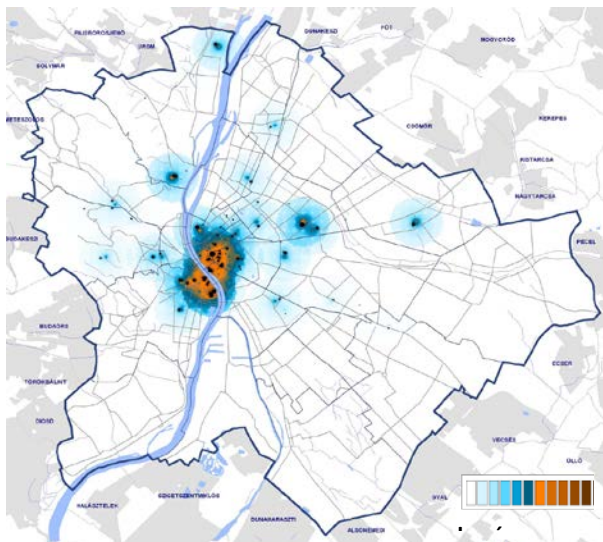 PILISBOROSJENŐ
ÜRÖM
DUNAKESZI
FÓT
MOGYORÓD
SOLYMÁR
CSÖMÖR
KEREPES
KISTARCSA
NAGYTARCSA
BUDAKESZI
PÉCEL
BUDAÖRS
ECSER
TÖRÖKBÁLINT
DIÓSD
VECSÉS
ÜLLŐ
SZIGETSZENTMIKLÓS
GYÁL
HALÁSZTELEK
DUNAHARASZTI
ALSÓNÉMEDI